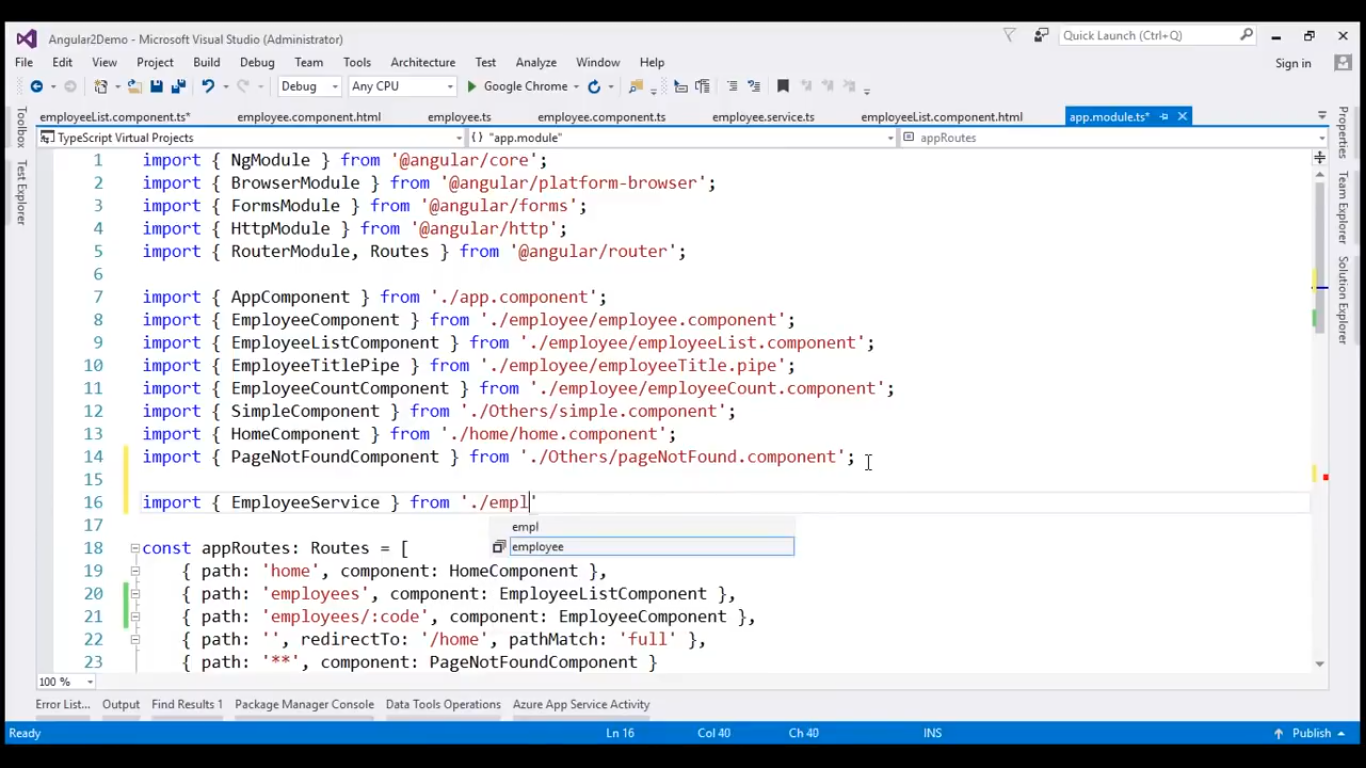 Angular2Demo - Microsoft Visual Studio (Administrator)
Quick Launch (Ctrl+Q)
File Edit View Project Build Debug Team Tools Architecture Test Analyze Window Help
Sign in
Debug Any CPU Google Chrome
employeeList.component.ts* employee.component.html employee.ts employee.component.ts employee.service.ts employeeList.component.html app.module.ts*
TypeScript Virtual Projects {} "app.module" appRoutes
Toolbox
Test Explorer
Properties
Team Explorer
Solution Explorer
1 import { NgModule } from '@angular/core';
2 import { BrowserModule } from '@angular/platform-browser';
3 import { FormsModule } from '@angular/forms';
4 import { HttpModule } from '@angular/http';
5 import { RouterModule, Routes } from '@angular/router';
6
7 import { AppComponent } from './app.component';
8 import { EmployeeComponent } from './employee/employee.component';
9 import { EmployeeListComponent } from './employee/employeeList.component';
10 import { EmployeeTitlePipe } from './employee/employeeTitle.pipe';
11 import { EmployeeCountComponent } from './employee/employeeCount.component';
12 import { SimpleComponent } from './Others/simple.component';
13 import { HomeComponent } from './home/home.component';
14 import { PageNotFoundComponent } from './Others/pageNotFound.component';
15
16 import { EmployeeService } from './empl'
17
empl
employee
18 const appRoutes: Routes = [
19 { path: 'home', component: HomeComponent },
20 { path: 'employees', component: EmployeeListComponent },
21 { path: 'employees/:code', component: EmployeeComponent },
22 { path: '', redirectTo: '/home', pathMatch: 'full' },
23 { path: '**', component: PageNotFoundComponent }
100 %
Error List... Output Find Results 1 Package Manager Console Data Tools Operations Azure App Service Activity
Ready Ln 16 Col 40 Ch 40 INS Publish